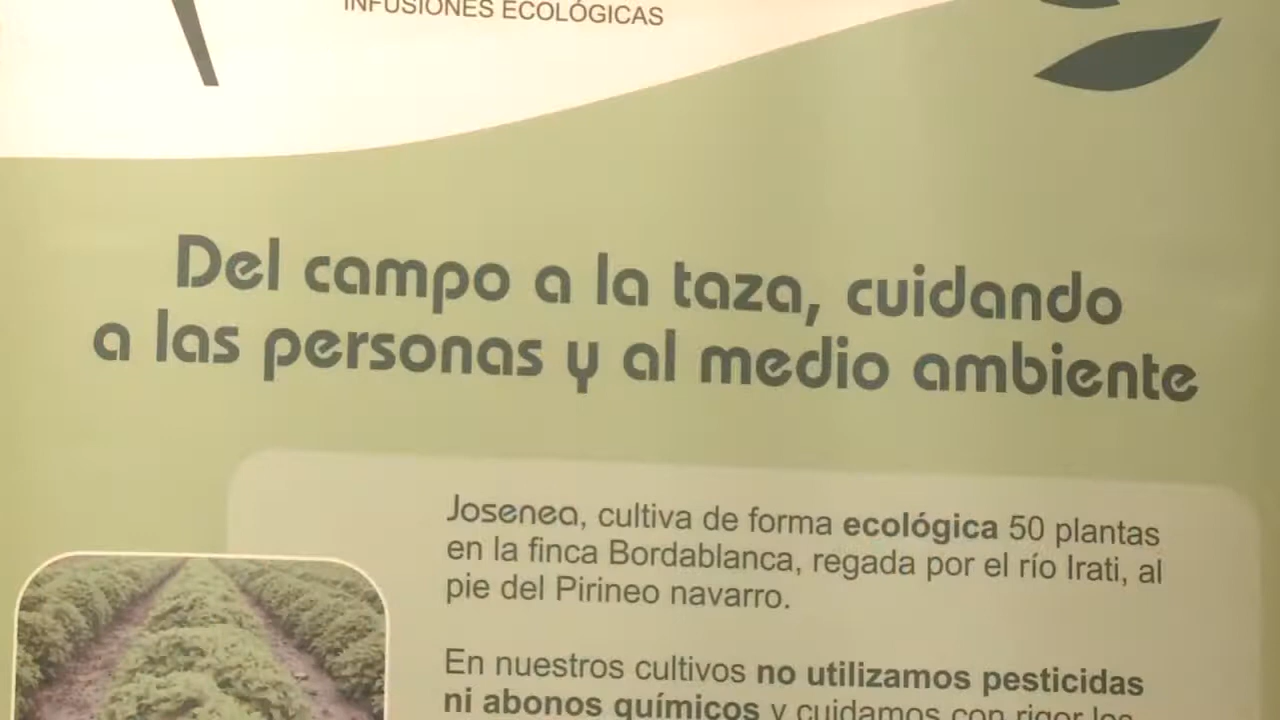 INFUSIONES ECOLÓGICAS
Del campo a la taza, cuidando
a las personas y al medio ambiente
Josenea, cultiva de forma ecológica 50 plantas
en la finca Bordablanca, regada por el río Irati, al
pie del Pirineo navarro.
En nuestros cultivos no utilizamos pesticidas
ni abonos químicos y cuidamos con rigor los